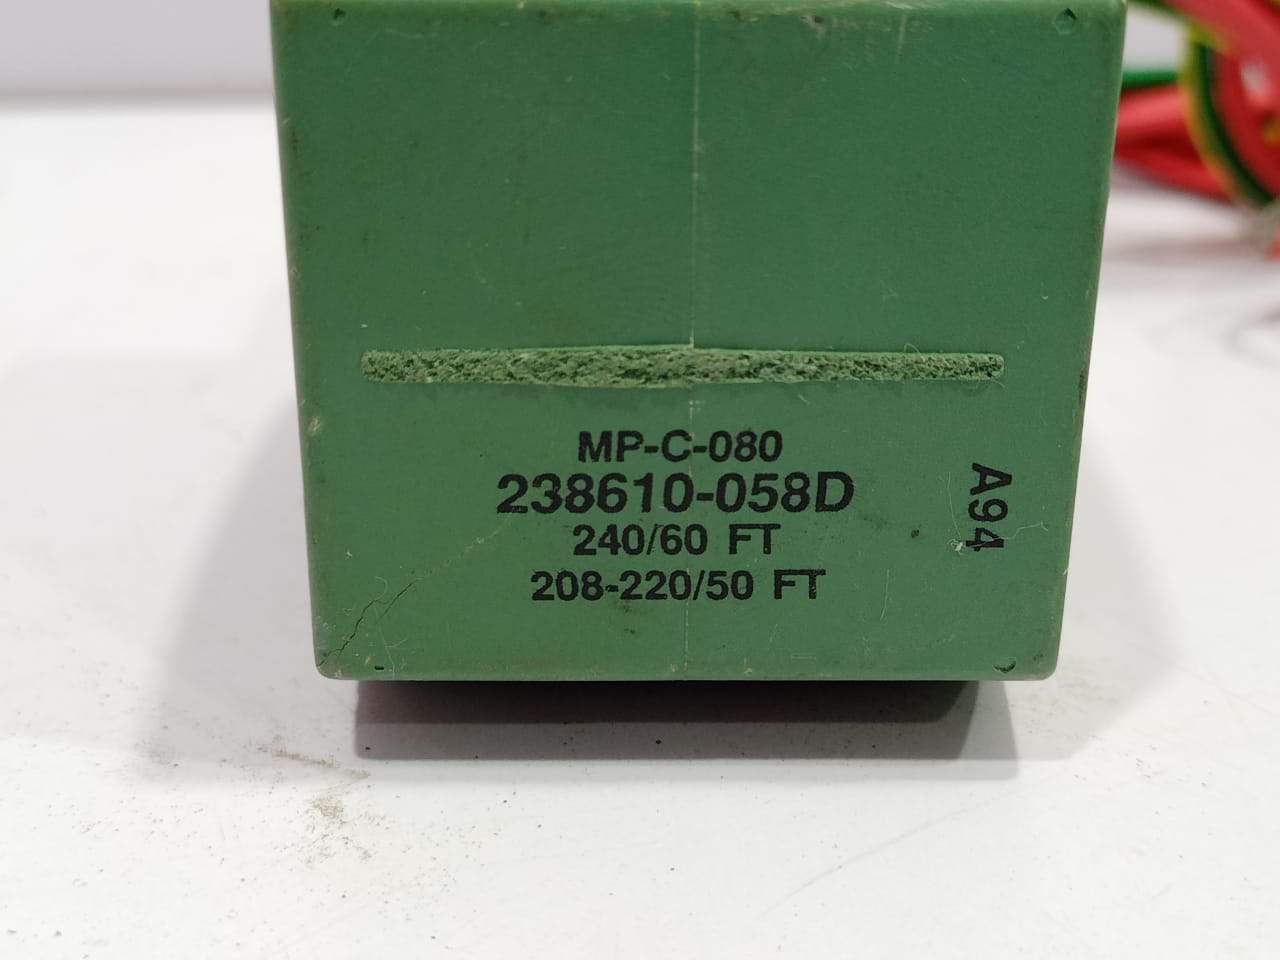 MP-C-080
238610-058D
240/60 FT
208-220/50 FT
A94